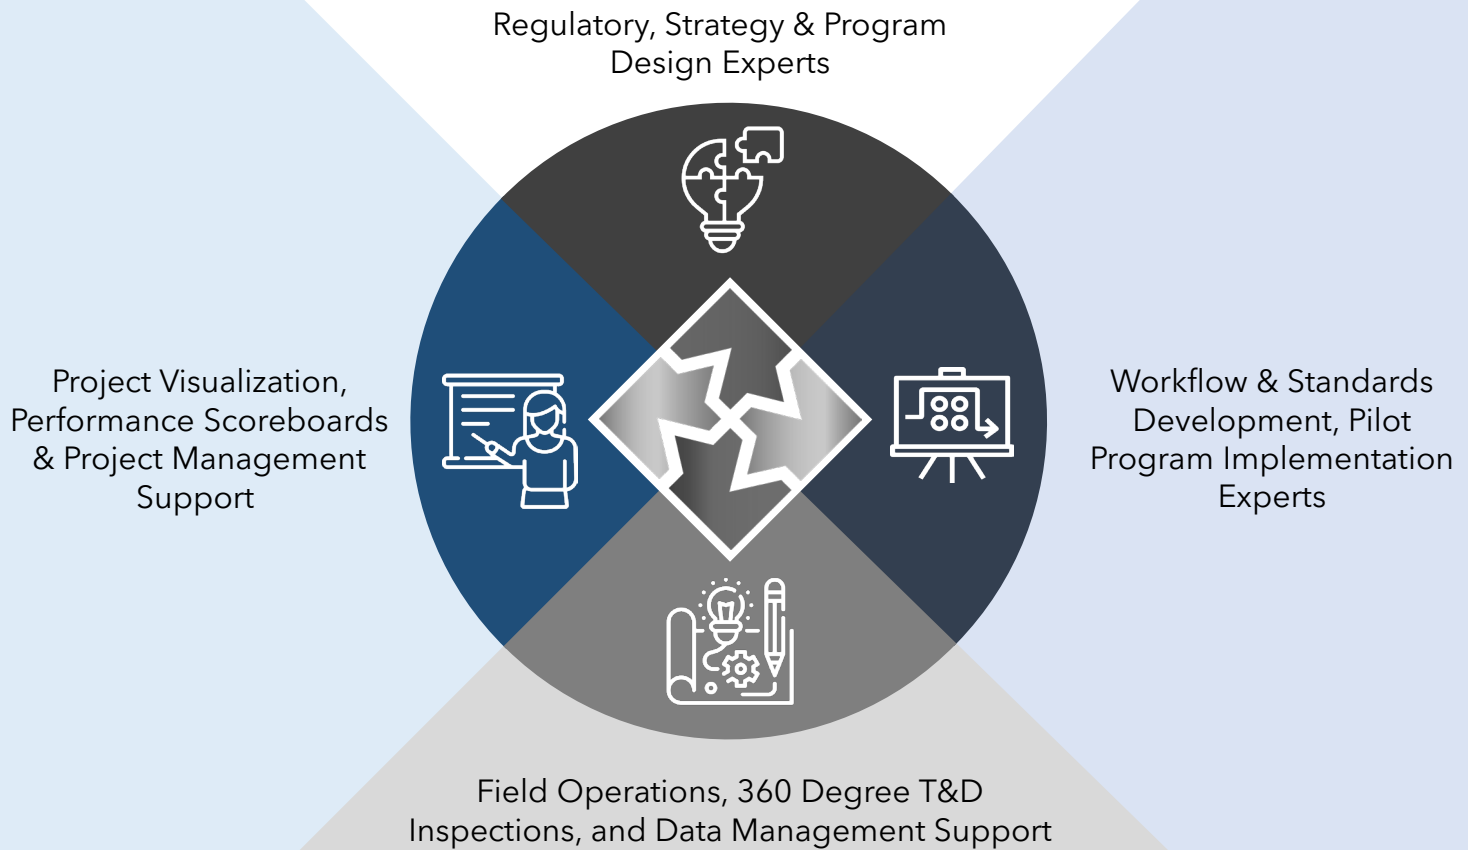 Regulatory, Strategy & Program
Design Experts
Project Visualization,
Performance Scoreboards
& Project Management
Support
Workflow & Standards
Development, Pilot
Program Implementation
Experts
Field Operations, 360 Degree T&D
Inspections, and Data Management Support